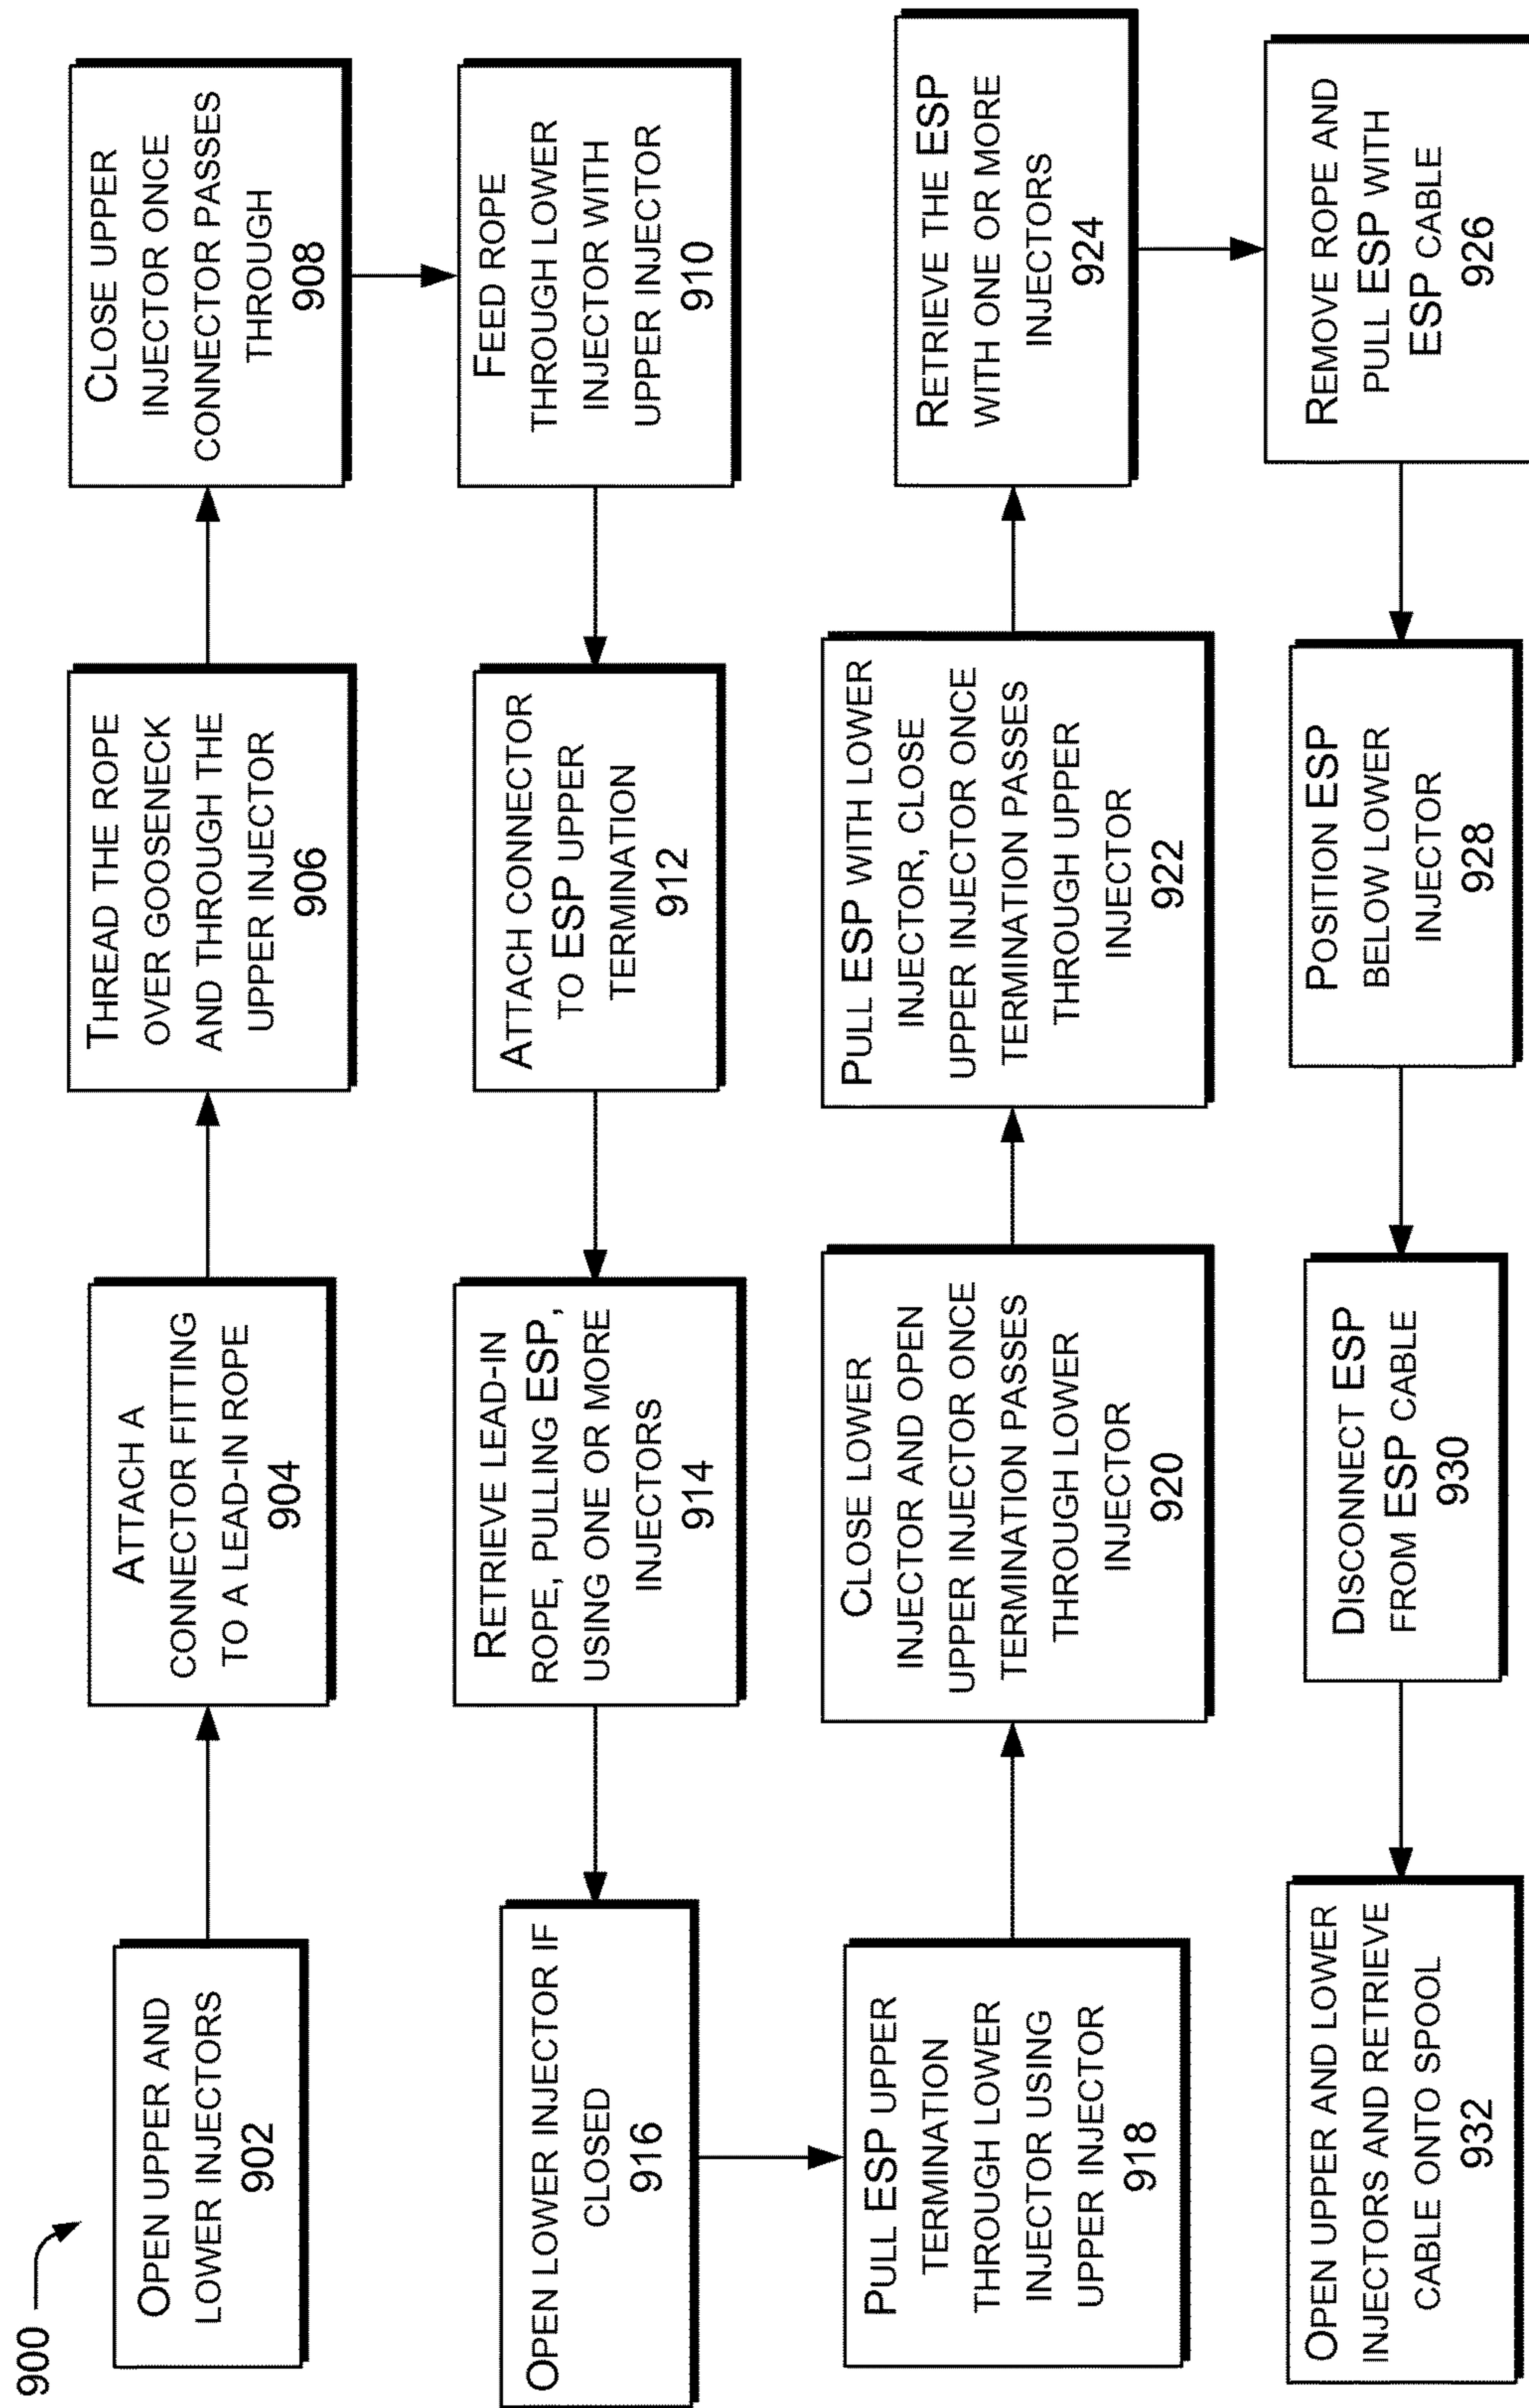 900
OPEN UPPER AND
LOWER INJECTORS
902
ATTACH A
CONNECTOR FITTING
TO A LEAD-IN ROPE
904
THREAD THE ROPE
OVER GOOSENECK
AND THROUGH THE
UPPER INJECTOR
906
CLOSE UPPER
INJECTOR ONCE
CONNECTOR PASSES
THROUGH
908
FEED ROPE
THROUGH LOWER
INJECTOR WITH
UPPER INJECTOR
910
ATTACH CONNECTOR
TO ESP UPPER
TERMINATION
912
RETRIEVE LEAD-IN
ROPE, PULLING ESP,
USING ONE OR MORE
INJECTORS
914
OPEN LOWER INJECTOR IF
CLOSED
916
PULL ESP UPPER
TERMINATION
THROUGH LOWER
INJECTOR USING
UPPER INJECTOR
918
CLOSE LOWER
INJECTOR AND OPEN
UPPER INJECTOR ONCE
TERMINATION PASSES
THROUGH LOWER
INJECTOR
920
PULL ESP WITH LOWER
INJECTOR, CLOSE
UPPER INJECTOR ONCE
TERMINATION PASSES
THROUGH UPPER
INJECTOR
922
RETRIEVE THE ESP
WITH ONE OR MORE
INJECTORS
924
REMOVE ROPE AND
PULL ESP WITH
ESP CABLE
926
POSITION ESP
BELOW LOWER
INJECTOR
928
DISCONNECT ESP
FROM ESP CABLE
930
OPEN UPPER AND LOWER
INJECTORS AND RETRIEVE
CABLE ONTO SPOOL
932